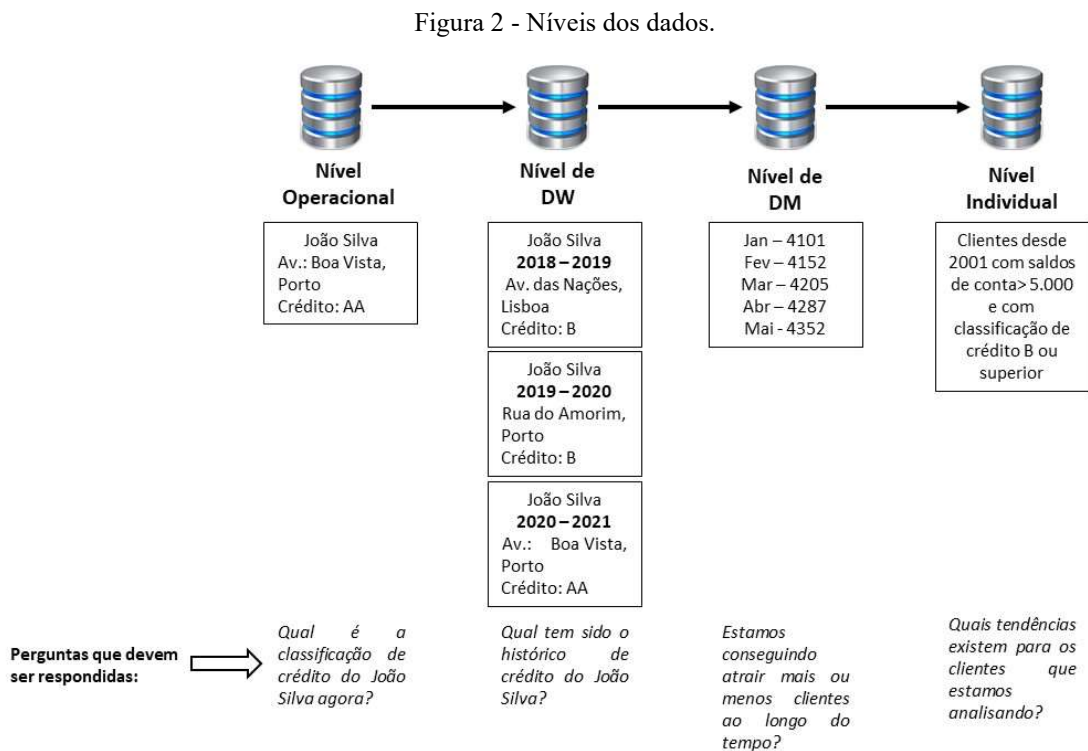 Figura 2 - Níveis dos dados.
Nível
Operacional
João Silva
Av.: Boa Vista,
Porto
Crédito: AA
Nível de
DW
João Silva
2018 – 2019
Av. das Nações,
Lisboa
Crédito: B
João Silva
2019 – 2020
Rua do Amorim,
Porto
Crédito: B
João Silva
2020 – 2021
Av.: Boa Vista,
Porto
Crédito: AA
Nível de
DM
Jan – 4101
Fev – 4152
Mar – 4205
Abr – 4287
Mai - 4352
Nível
Individual
Clientes desde
2001 com saldos
de conta> 5.000
e com
classificação de
crédito B ou
superior
Perguntas que devem
ser respondidas:
Qual é a
classificação de
crédito do João
Silva agora?
Qual tem sido o
histórico de
crédito do João
Silva?
Estamos
conseguindo
atrair mais ou
menos clientes
ao longo do
tempo?
Quais tendências
existem para os
clientes que
estamos
analisando?